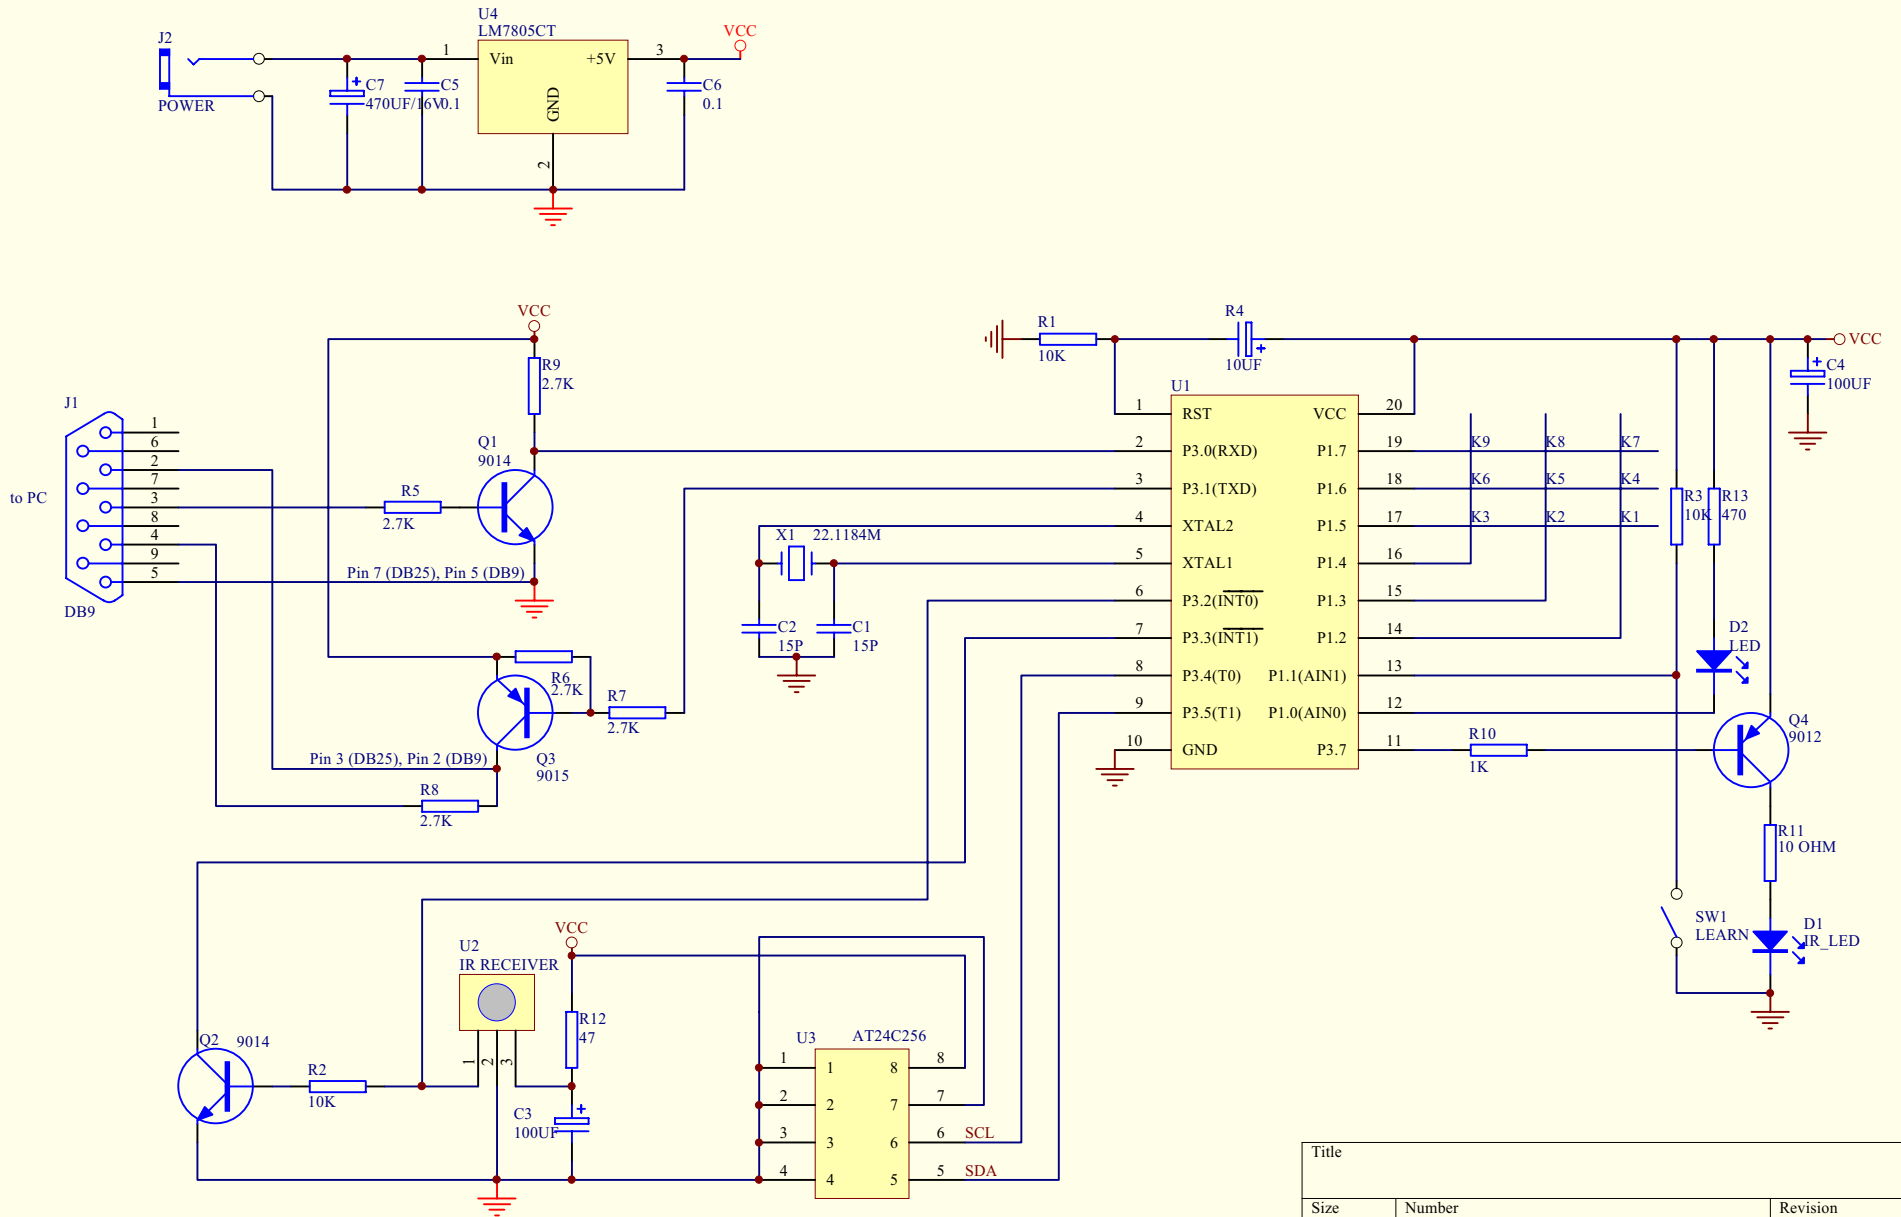 U4
LM7805CT
VCC
J2
1
Vin
+5V
3
C7
470UF/16V
C5
0.1
GND
C6
0.1
POWER
2
VCC
R9
2.7K
J1
1
6
2
7
3
8
4
9
5
to PC
DB9
Q1
9014
R5
2.7K
Pin 7 (DB25), Pin 5 (DB9)
R6
2.7K
R7
2.7K
Pin 3 (DB25), Pin 2 (DB9)
Q3
9015
R8
2.7K
R1
10K
R4
10UF
VCC
C4
100UF
U1
1
RST
VCC
20
2
P3.0(RXD)
P1.7
19
K9
K8
K7
3
P3.1(TXD)
P1.6
18
K6
K5
K4
4
XTAL2
P1.5
17
K3
K2
K1
5
XTAL1
P1.4
16
6
P3.2(INT0)
P1.3
15
7
P3.3(INT1)
P1.2
14
8
P3.4(T0)
P1.1(AIN1)
13
9
P3.5(T1)
P1.0(AIN0)
12
10
GND
P3.7
11
X1
22.1184M
C2
15P
C1
15P
R3
10K
R13
470
D2
LED
R10
1K
Q4
9012
R11
10 OHM
SW1
LEARN
D1
IR_LED
VCC
U2
IR RECEIVER
1
2
3
R12
47
Q2
9014
R2
10K
C3
100UF
U3
AT24C256
1
1
8
8
2
2
7
7
3
3
6
6
SCL
4
4
5
5
SDA
Title
Size
Number
Revision